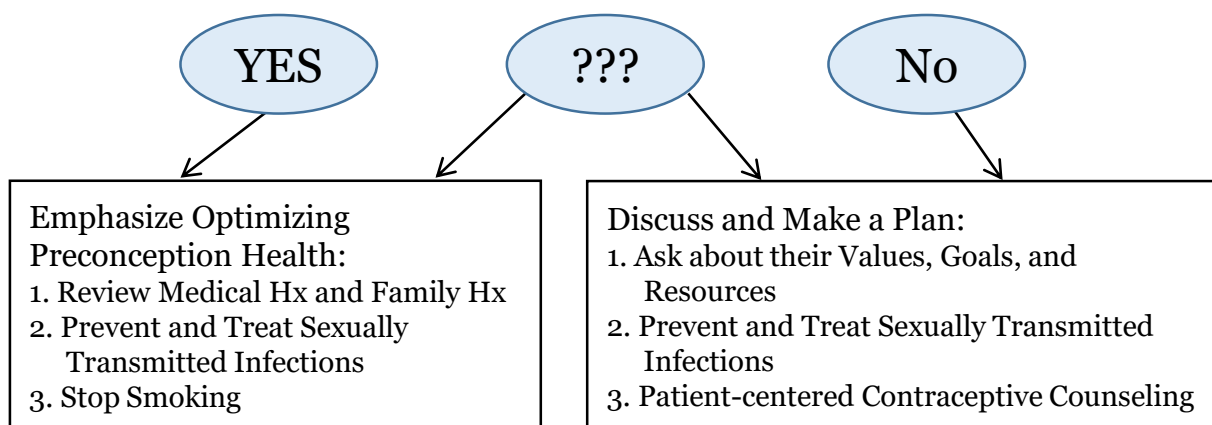 YES
???
No
Emphasize Optimizing
Preconception Health:
1. Review Medical Hx and Family Hx
2. Prevent and Treat Sexually
Transmitted Infections
3. Stop Smoking
Discuss and Make a Plan:
1. Ask about their Values, Goals, and
Resources
2. Prevent and Treat Sexually Transmitted
Infections
3. Patient-centered Contraceptive Counseling